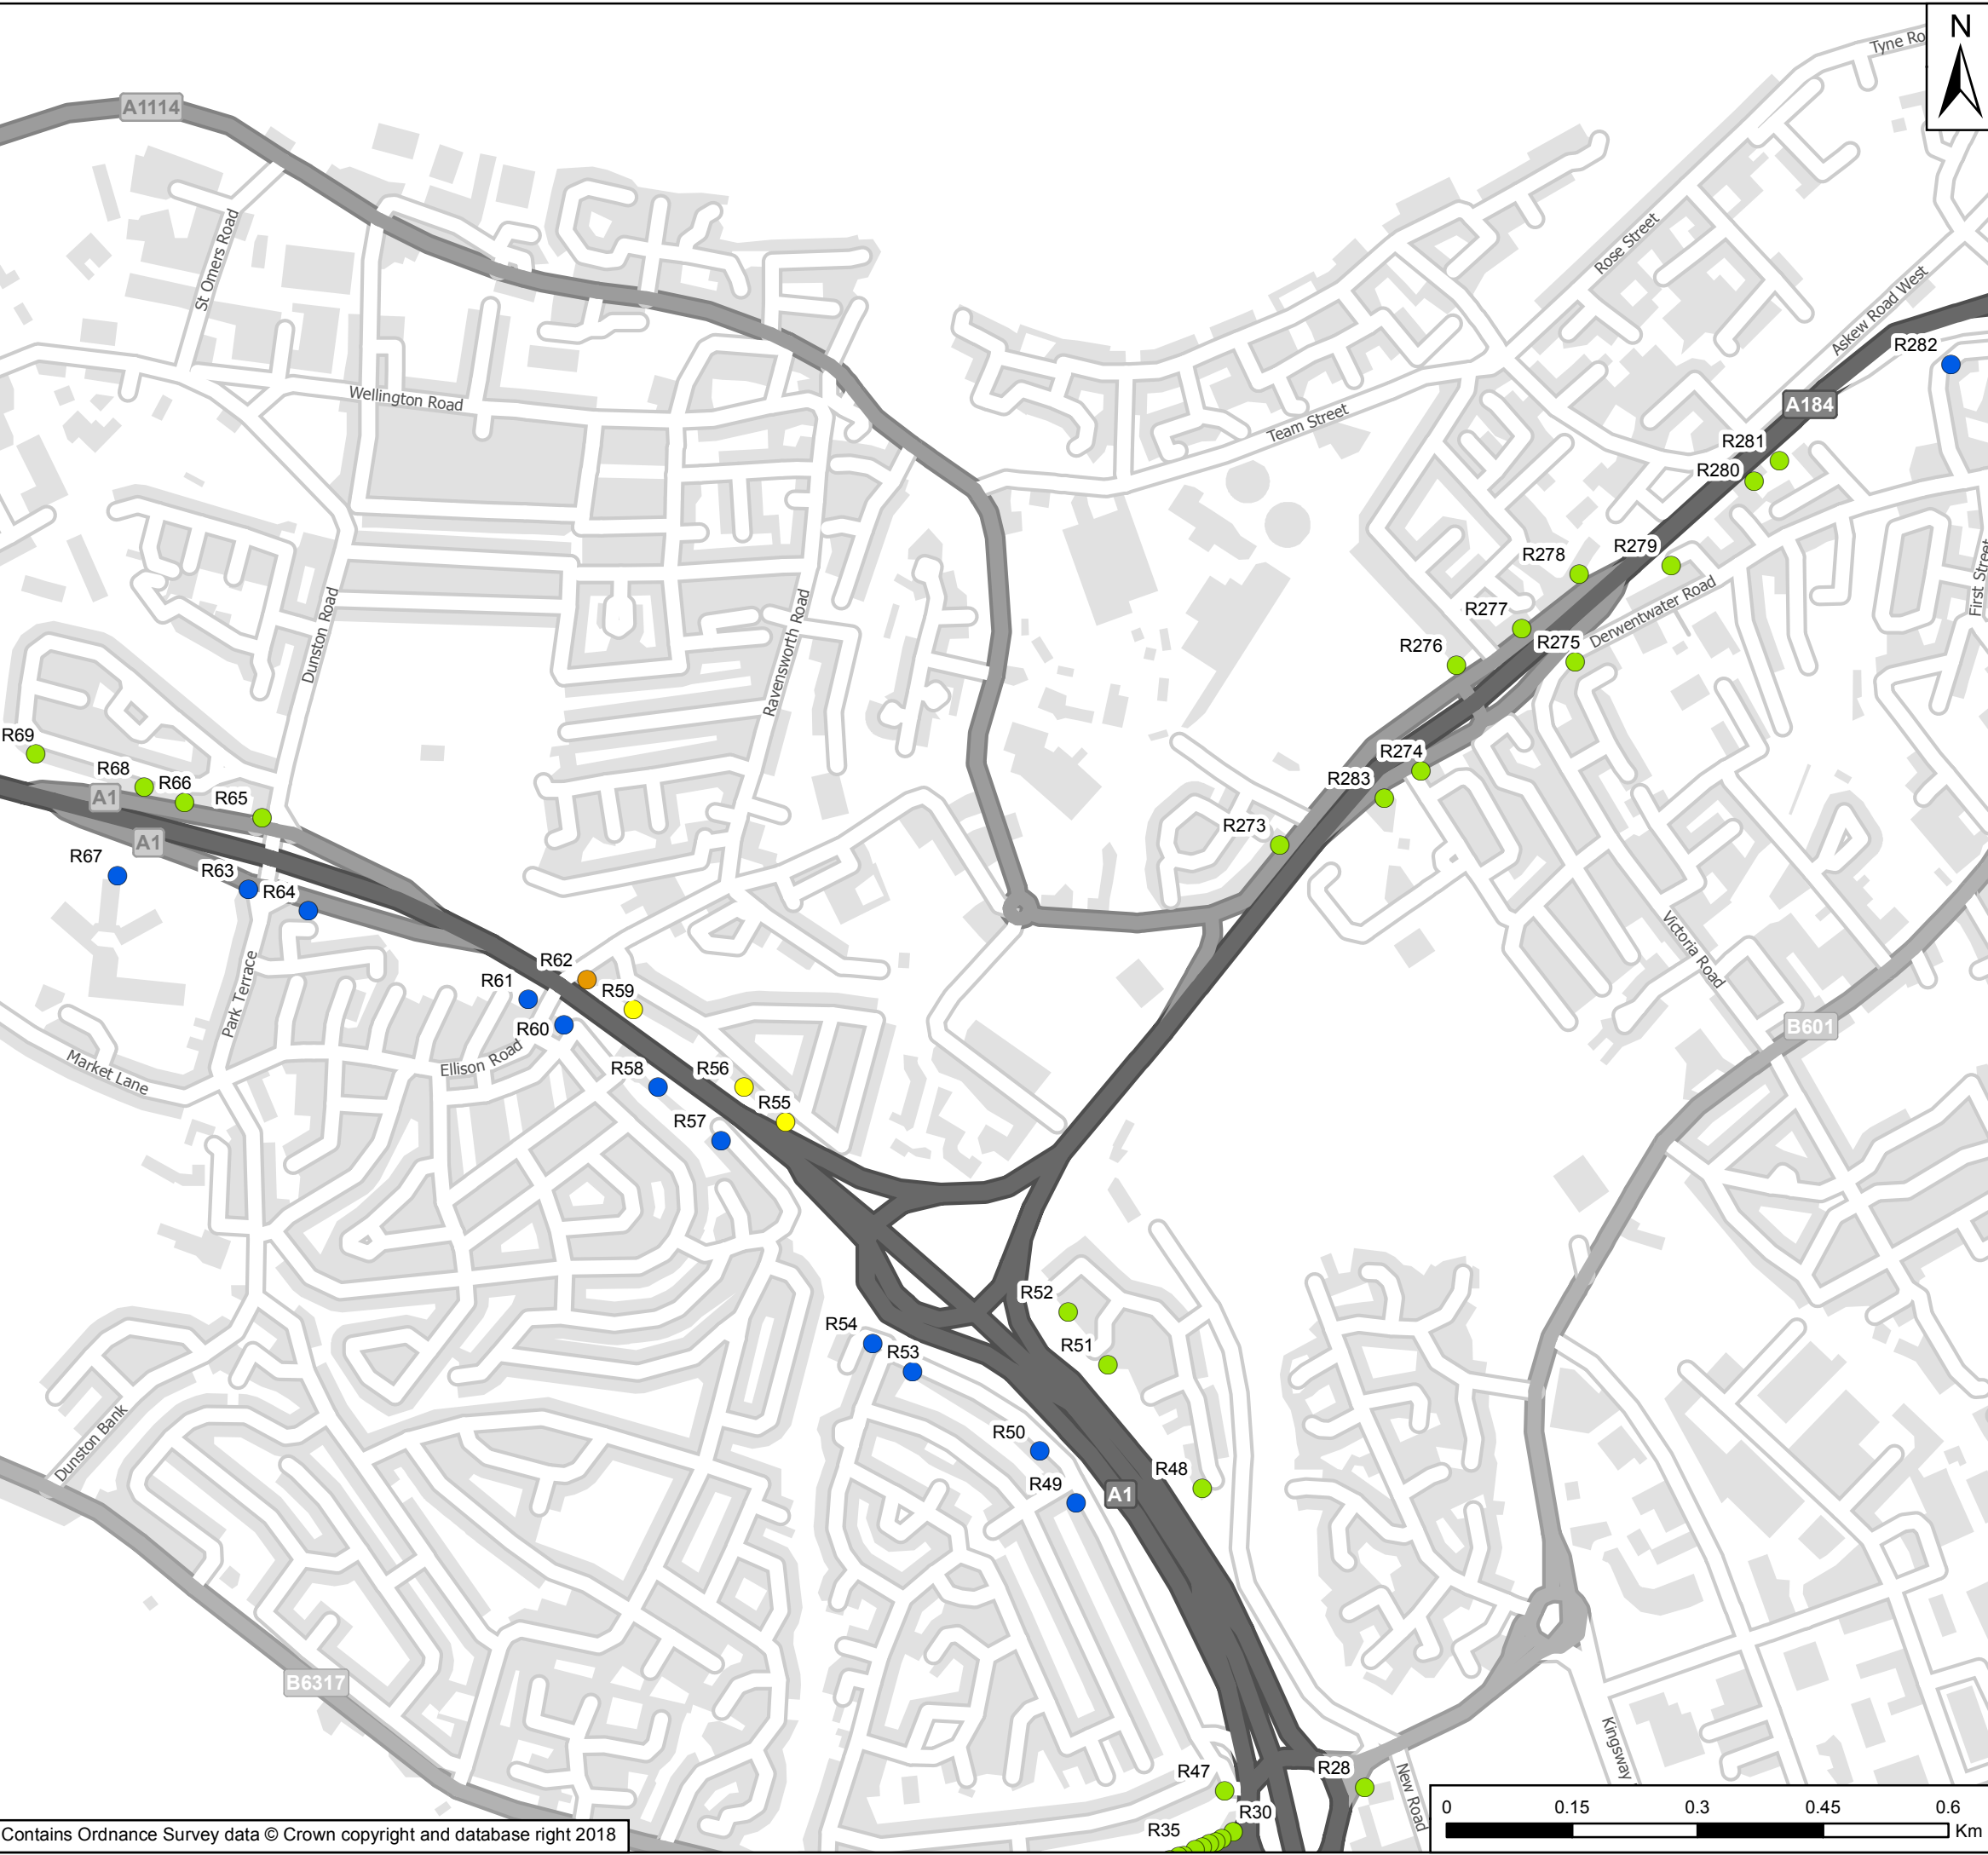 N
Tyne Ro
A1114
St Omers Road
Rose Street
Askew Road West
R282
A184
Wellington Road
Team Street
R281
R280
R279
R278
First Street
Derwentwater Road
R277
R275
R276
Dunston Road
Ravensworth Road
R69
R68
R66
R65
A1
A1
R274
R283
R273
R67
R63
R64
Victoria Road
Park Terrace
R62
R61
R59
R60
B601
Market Lane
Ellison Road
R58
R56
R55
R57
R52
R54
R53
R51
Dunston Bank
R50
R49
R48
A1
B6317
Kingsway
New Road
R47
R28
R30
R35
0
0.15
0.3
0.45
0.6
Km
Contains Ordnance Survey data © Crown copyright and database right 2018